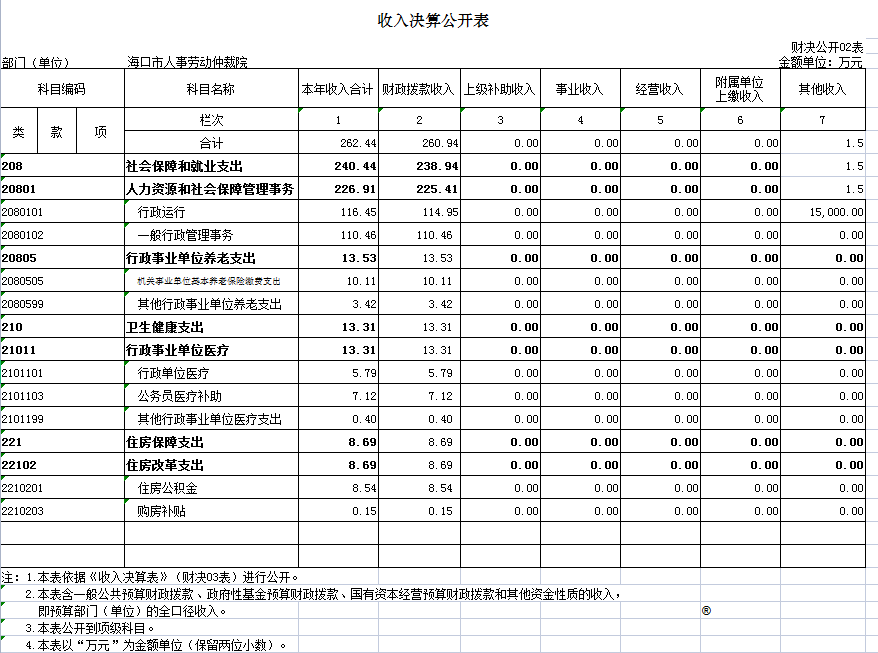 收入决算公开表
财决公开02表
部门（单位） 海口市人事劳动仲裁院 金额单位：万元
科目编码 科目名称 本年收入合计 财政拨款收入 上级补助收入 事业收入 经营收入 附属单位上缴收入 其他收入
类 款 项 栏次 1 2 3 4 5 6 7
合计 262.44 260.94 0.00 0.00 0.00 0.00 1.5
208 社会保障和就业支出 240.44 238.94 0.00 0.00 0.00 0.00 1.5
20801 人力资源和社会保障管理事务 226.91 225.41 0.00 0.00 0.00 0.00 1.5
2080101 行政运行 116.45 114.95 0.00 0.00 0.00 0.00 15,000.00
2080102 一般行政管理事务 110.46 110.46 0.00 0.00 0.00 0.00 0.00
20805 行政事业单位养老支出 13.53 13.53 0.00 0.00 0.00 0.00 0.00
2080505 机关事业单位基本养老保险缴费支出 10.11 10.11 0.00 0.00 0.00 0.00 0.00
2080599 其他行政事业单位养老支出 3.42 3.42 0.00 0.00 0.00 0.00 0.00
210 卫生健康支出 13.31 13.31 0.00 0.00 0.00 0.00 0.00
21011 行政事业单位医疗 13.31 13.31 0.00 0.00 0.00 0.00 0.00
2101101 行政单位医疗 5.79 5.79 0.00 0.00 0.00 0.00 0.00
2101103 公务员医疗补助 7.12 7.12 0.00 0.00 0.00 0.00 0.00
2101199 其他行政事业单位医疗支出 0.40 0.40 0.00 0.00 0.00 0.00 0.00
221 住房保障支出 8.69 8.69 0.00 0.00 0.00 0.00 0.00
22102 住房改革支出 8.69 8.69 0.00 0.00 0.00 0.00 0.00
2210201 住房公积金 8.54 8.54 0.00 0.00 0.00 0.00 0.00
2210203 购房补贴 0.15 0.15 0.00 0.00 0.00 0.00 0.00
注：1.本表依据《收入决算表》（财决03表）进行公开。
2.本表含一般公共预算财政拨款、政府性基金预算财政拨款、国有资本经营预算财政拨款和其他资金性质的收入，
即预算部门（单位）的全口径收入。 ®
3.本表公开到项级科目。
4.本表以“万元”为金额单位（保留两位小数）。